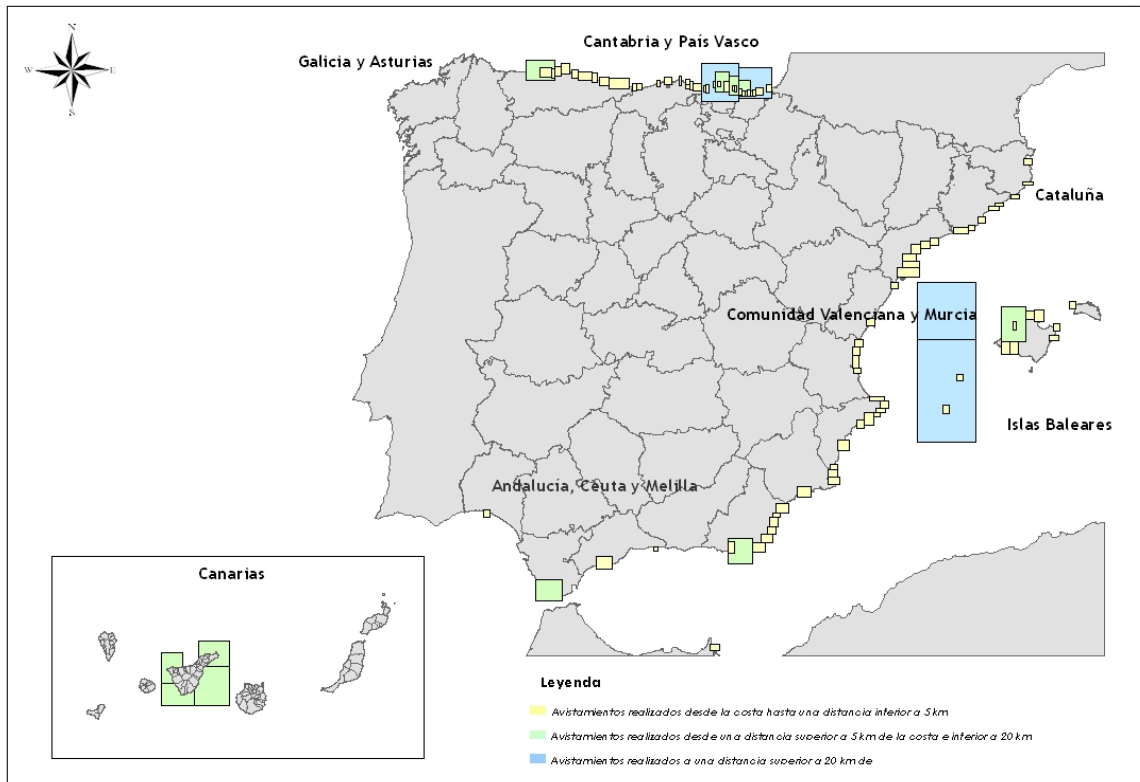 N
W E
S
Cantabria y País Vasco
Galicia y Asturias
Cataluña
Comunidad Valenciana y Murcia
Islas Baleares
Andalucía, Ceuta y Melilla
Canarias
Leyenda
Avistamientos realizados desde la costa hasta una distancia inferior a 5 km
Avistamientos realizados desde una distancia superior a 5 km de la costa e inferior a 20 km
Avistamientos realizados a una distancia superior a 20 km de